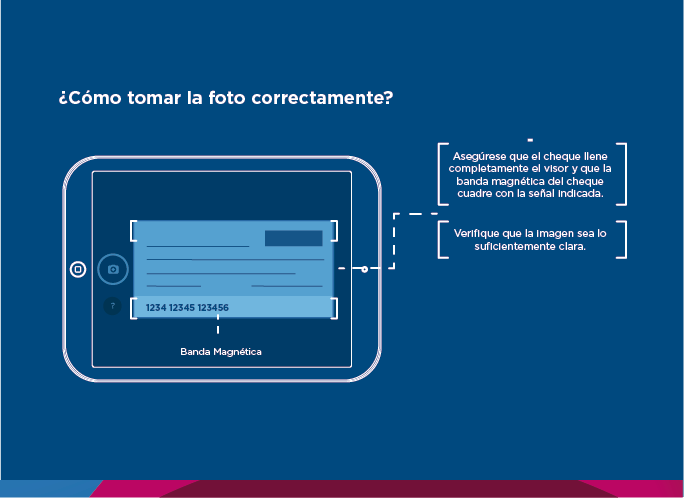 ¿Cómo tomar la foto correctamente?
Asegúrese que el cheque llene
completamente el visor y que la
banda magnética del cheque
cuadre con la señal indicada.
Verifique que la imagen sea lo
suficientemente clara.
?
1234 12345 123456
Banda Magnética